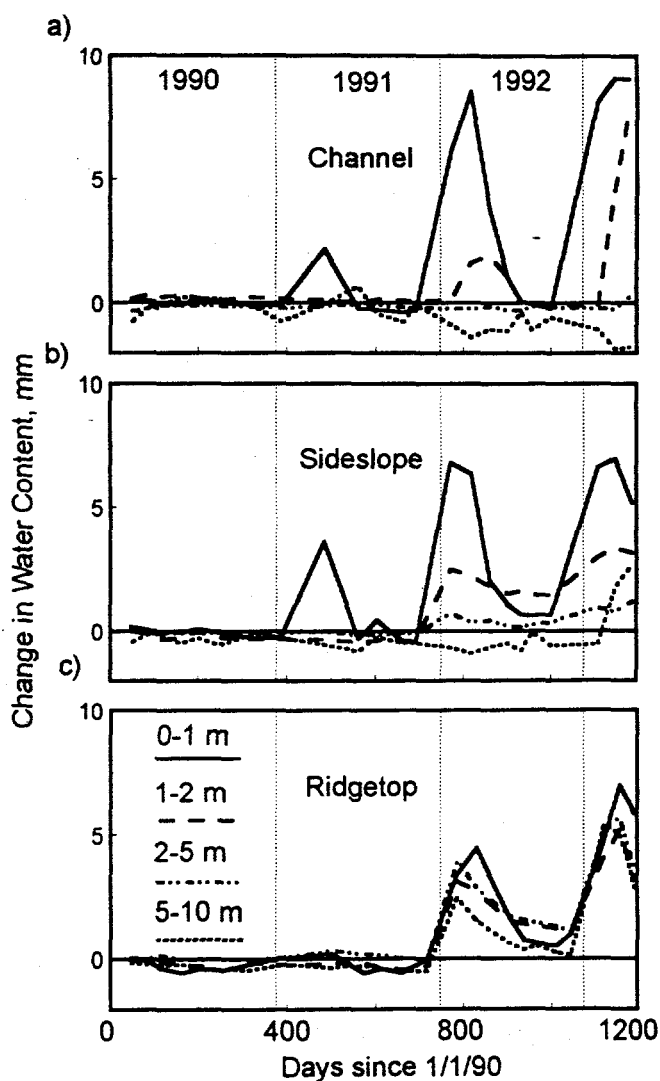 a)
10
1990 1991 1992
Channel
5
0
b)
10
Sideslope
5
0
c)
10
0-1 m
Ridgetop
1-2 m
5
2-5 m
5-10 m
0
0 400 800 1200
Days since 1/1/90
Change in Water Content, mm